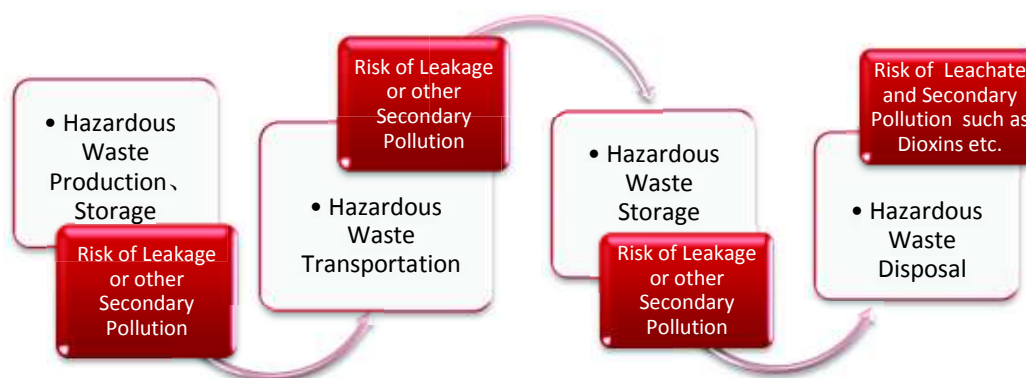 • Hazardous
Waste
Production、
Storage
Risk of Leakage
or other
Secondary
Pollution
Risk of Leakage
or other
Secondary
Pollution
• Hazardous
Waste
Transportation
• Hazardous
Waste
Storage
Risk of Leakage
or other
Secondary
Pollution
Risk of Leachate
and Secondary
Pollution such as
Dioxins etc.
• Hazardous
Waste
Disposal